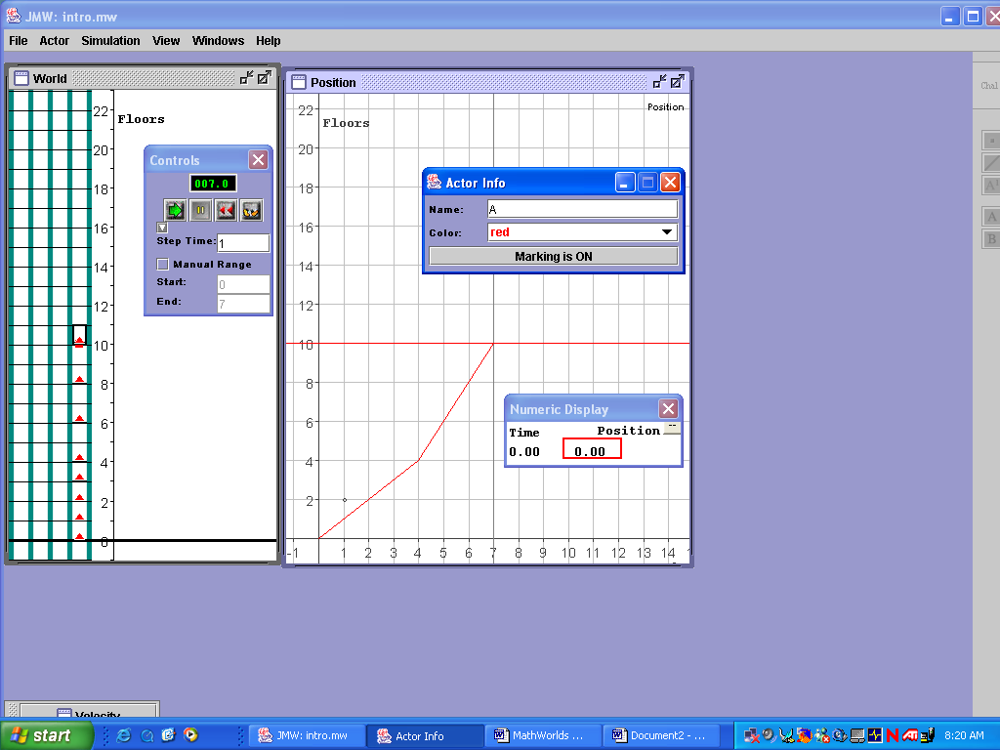 JMW: intro.mw
File Actor Simulation View Windows Help
World
22
Floors
20
18
16
14
12
10
8
6
4
2
0
Controls
007.0
Step Time: 1
Manual Range
Start: 0
End: 7
Position
Position
22
Floors
20
18
16
14
12
10
8
6
4
2
-1 1 2 3 4 5 6 7 8 9 10 11 12 13 14
Actor Info
Name: A
Color: red
Marking is ON
Numeric Display
Time Position
0.00 0.00
Chal
A
B
Velocity
start
JMW: intro.mw
Actor Info
MathWorlds ...
Document2 - ...
8:20 AM